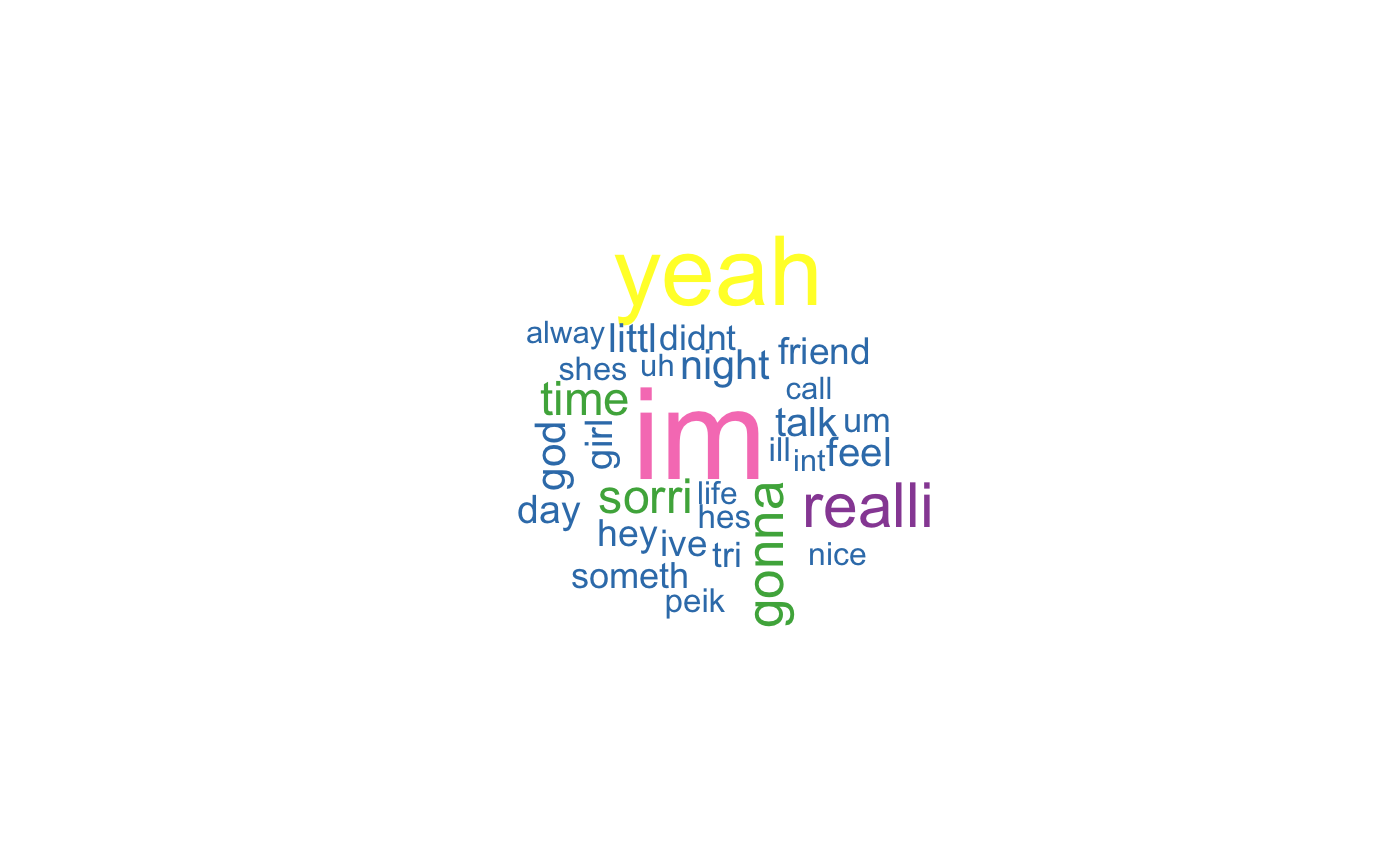 yeah
alway
littl
didnt
friend
shes
uh
night
call
time
im
talk
um
god
girl
ill
int
feel
sorri
life
realli
day
hes
gonna
hey
ive
tri
nice
someth
peik